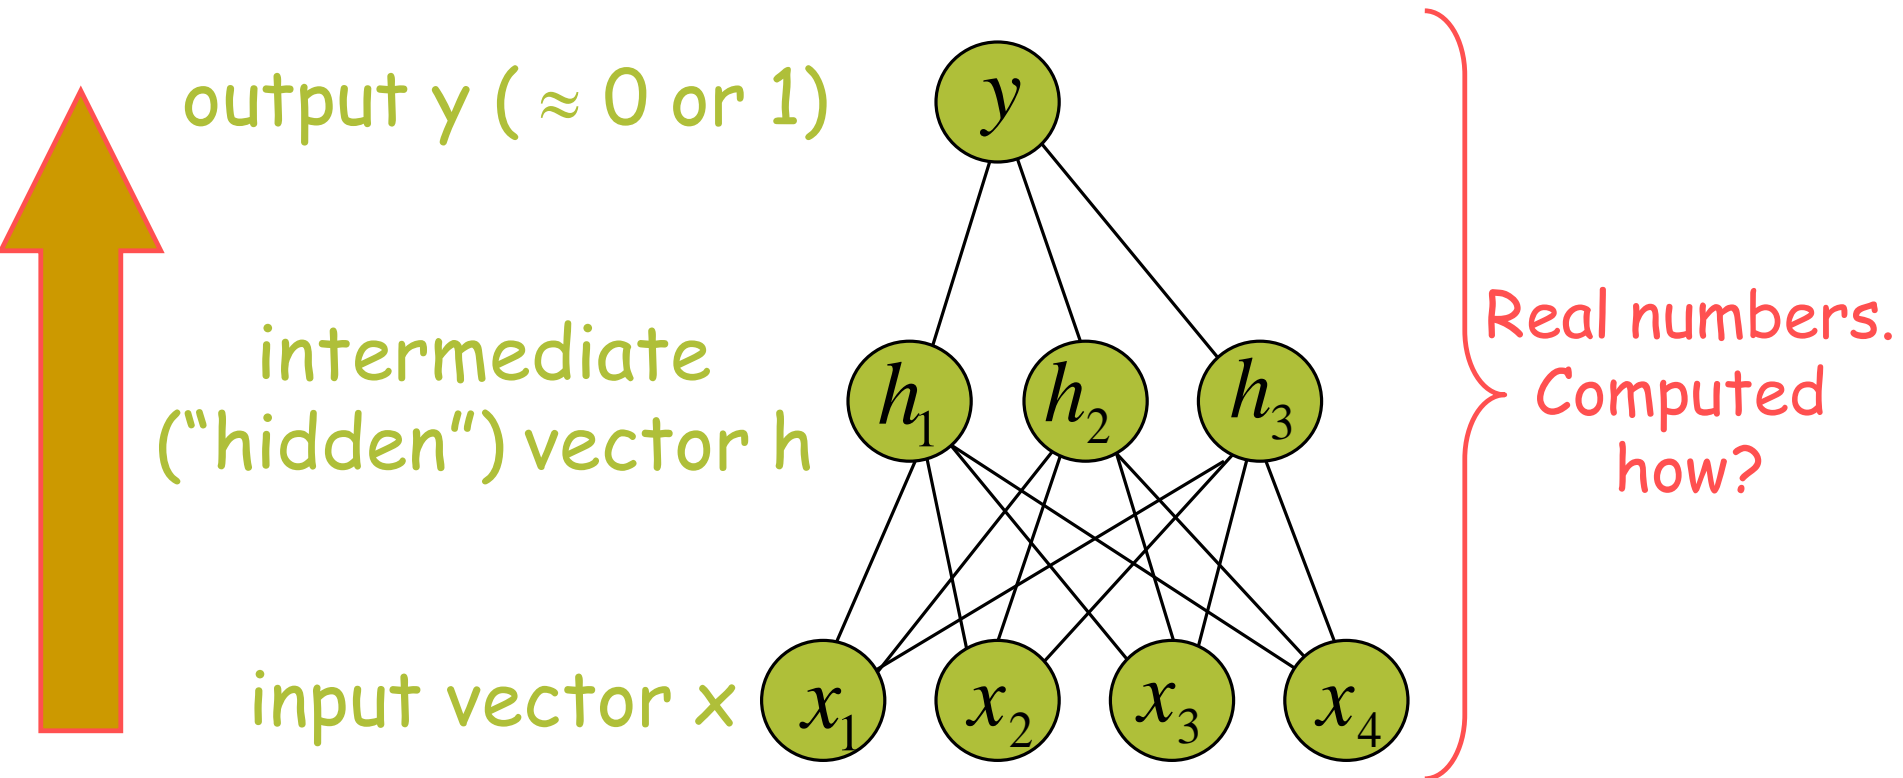 output y ( ≈ 0 or 1)
y
intermediate
(“hidden”) vector h
h₁ h₂ h₃
Real numbers.
Computed
how?
input vector x
x₁ x₂ x₃ x₄